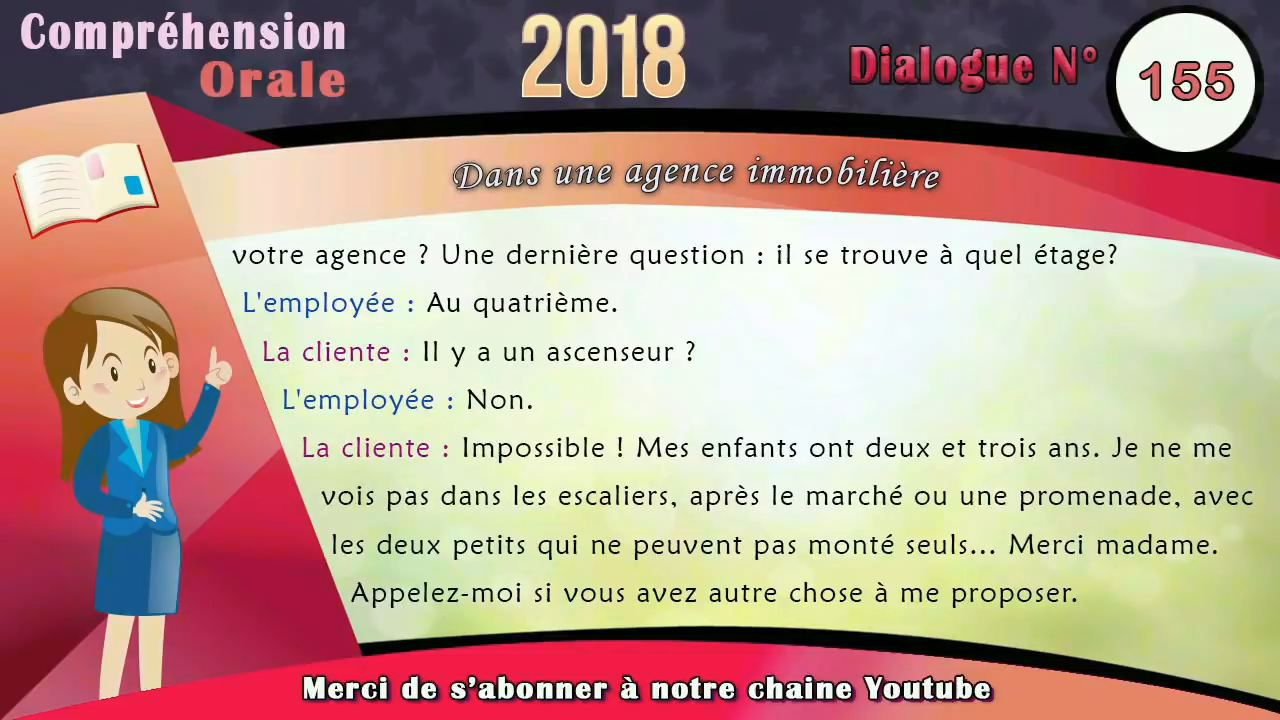 Compréhension
Orale
2018
Dialogue N°
155
Dans une agence immobilière
votre agence ? Une dernière question : il se trouve à quel étage?
L'employée : Au quatrième.
La cliente : Il y a un ascenseur ?
L'employée : Non.
La cliente : Impossible ! Mes enfants ont deux et trois ans. Je ne me
vois pas dans les escaliers, après le marché ou une promenade, avec
les deux petits qui ne peuvent pas monté seuls... Merci madame.
Appelez-moi si vous avez autre chose à me proposer.
Merci de s'abonner à notre chaine Youtube